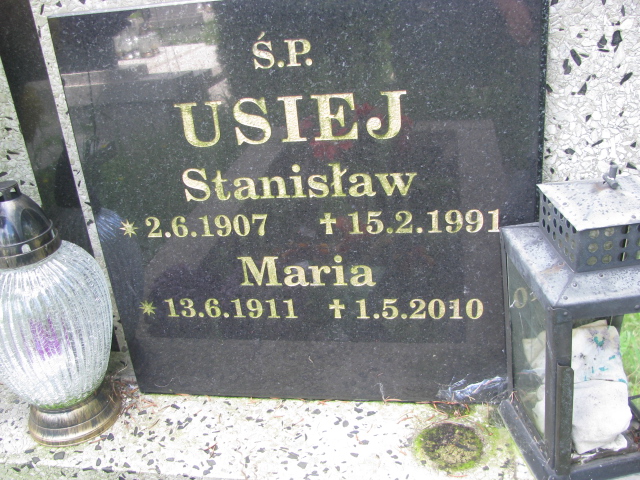 Ś.P.
USIEJ
Stanisław
* 2.6.1907 † 15.2.1991
Maria
* 13.6.1911 † 1.5.2010